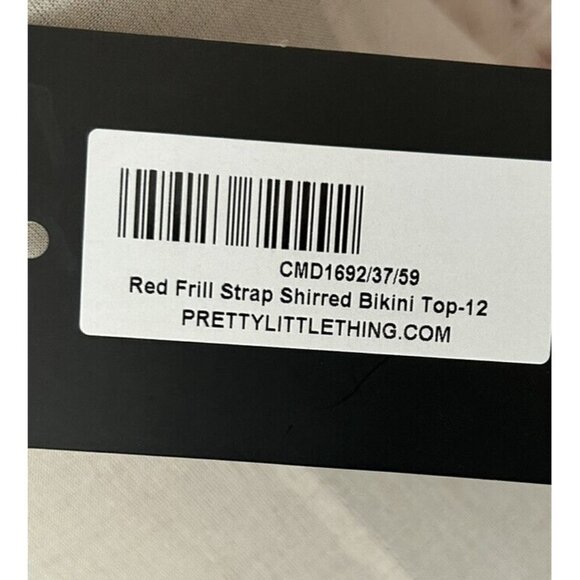 CMD1692/37/59
Red Frill Strap Shirred Bikini Top-12
PRETTYLITTLETHING.COM